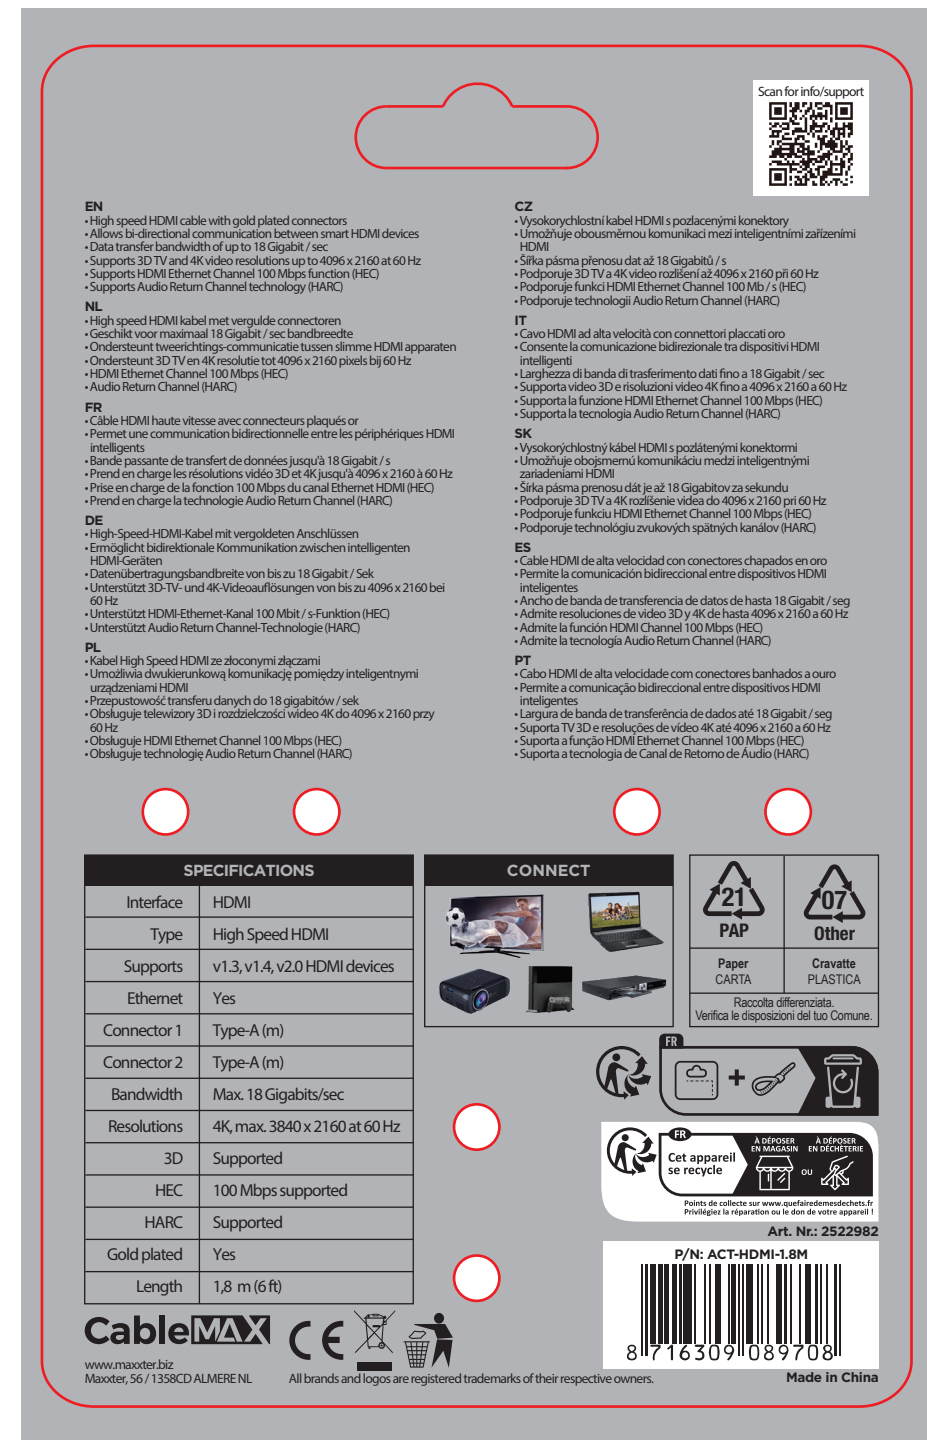 Scan for info/support
EN
• High speed HDMI cable with gold plated connectors
• Allows bi-directional communication between smart HDMI devices
• Data transfer bandwidth of up to 18 Gigabit / sec
• Supports 3D TV and 4K video resolutions up to 4096 x 2160 at 60 Hz
• Supports HDMI Ethernet Channel 100 Mbps function (HEC)
• Supports Audio Return Channel technology (HARC)
NL
• High speed HDMI kabel met vergulde connectoren
• Geschikt voor maximaal 18 Gigabit / sec bandbreedte
• Ondersteunt tweerichtings-communicatie tussen slimme HDMI apparaten
• Ondersteunt 3D TV en 4K resolutie tot 4096 x 2160 pixels bij 60 Hz
• HDMI Ethernet Channel 100 Mbps (HEC)
• Audio Return Channel (HARC)
FR
• Câble HDMI haute vitesse avec connecteurs plaqués or
• Permet une communication bidirectionnelle entre les périphériques HDMI
intelligents
• Bande passante de transfert de données jusqu'à 18 Gigabit / s
• Prend en charge les résolutions vidéo 3D et 4K jusqu'à 4096 x 2160 à 60 Hz
• Prise en charge de la fonction 100 Mbps du canal Ethernet HDMI (HEC)
• Prend en charge la technologie Audio Return Channel (HARC)
DE
• High-Speed-HDMI-Kabel mit vergoldeten Anschlüssen
• Ermöglicht bidirektionale Kommunikation zwischen intelligenten
HDMI-Geräten
• Datenübertragungsbandbreite von bis zu 18 Gigabit / Sek
• Unterstützt 3D-TV- und 4K-Videoauflösungen von bis zu 4096 x 2160 bei
60 Hz
• Unterstützt HDMI-Ethernet-Kanal 100 Mbit / s-Funktion (HEC)
• Unterstützt Audio Return Channel-Technologie (HARC)
PL
• Kabel High Speed HDMI ze złoconymi złączami
• Umożliwia dwukierunkową komunikację pomiędzy inteligentnymi
urządzeniami HDMI
• Przepustowość transferu danych do 18 gigabitów / sek
• Obsługuje telewizory 3D i rozdzielczości wideo 4K do 4096 x 2160 przy
60 Hz
• Obsługuje HDMI Ethernet Channel 100 Mbps (HEC)
• Obsługuje technologię Audio Return Channel (HARC)
CZ
• Vysokorychlostní kabel HDMI s pozlacenými konektory
• Umožňuje obousměrnou komunikaci mezi inteligentními zařízeními
HDMI
• Šířka pásma přenosu dat až 18 Gigabitů / s
• Podporuje 3D TV a 4K video rozlišení až 4096 x 2160 při 60 Hz
• Podporuje funkci HDMI Ethernet Channel 100 Mb / s (HEC)
• Podporuje technologii Audio Return Channel (HARC)
IT
• Cavo HDMI ad alta velocità con connettori placcati oro
• Consente la comunicazione bidirezionale tra dispositivi HDMI
intelligenti
• Larghezza di banda di trasferimento dati fino a 18 Gigabit / sec
• Supporta video 3D e risoluzioni video 4K fino a 4096 x 2160 a 60 Hz
• Supporta la funzione HDMI Ethernet Channel 100 Mbps (HEC)
• Supporta la tecnologia Audio Return Channel (HARC)
SK
• Vysokorýchlostný kábel HDMI s pozlátenými konektormi
• Umožňuje obojsmernú komunikáciu medzi inteligentnými
zariadeniami HDMI
• Šírka pásma prenosu dát je až 18 Gigabitov za sekundu
• Podporuje 3D TV a 4K rozlíšenie videa do 4096 x 2160 pri 60 Hz
• Podporuje funkciu HDMI Ethernet Channel 100 Mbps (HEC)
• Podporuje technológiu zvukových spätných kanálov (HARC)
ES
• Cable HDMI de alta velocidad con conectores chapados en oro
• Permite la comunicación bidireccional entre dispositivos HDMI
inteligentes
• Ancho de banda de transferencia de datos de hasta 18 Gigabit / seg
• Admite resoluciones de video 3D y 4K de hasta 4096 x 2160 a 60 Hz
• Admite la función HDMI Channel 100 Mbps (HEC)
• Admite la tecnología Audio Return Channel (HARC)
PT
• Cabo HDMI de alta velocidade com conectores banhados a ouro
• Permite a comunicação bidireccional entre dispositivos HDMI
inteligentes
• Largura de banda de transferência de dados até 18 Gigabit / seg
• Suporta TV 3D e resoluções de vídeo 4K até 4096 x 2160 a 60 Hz
• Suporta a função HDMI Ethernet Channel 100 Mbps (HEC)
• Suporta a tecnologia de Canal de Retorno de Áudio (HARC)
SPECIFICATIONS
Interface HDMI
Type High Speed HDMI
Supports v1.3, v1.4, v2.0 HDMI devices
Ethernet Yes
Connector 1 Type-A (m)
Connector 2 Type-A (m)
Bandwidth Max. 18 Gigabits/sec
Resolutions 4K, max. 3840 x 2160 at 60 Hz
3D Supported
HEC 100 Mbps supported
HARC Supported
Gold plated Yes
Length 1,8 m (6 ft)
CONNECT
21
PAP
07
Other
Paper
CARTA
Cravatte
PLASTICA
Raccolta differenziata.
Verifica le disposizioni del tuo Comune.
FR
+
FR
Cet appareil
se recycle
À DÉPOSER
EN MAGASIN
OU
À DÉPOSER
EN DÉCHÈTERIE
Points de collecte sur www.quefairedemesdechets.fr
Privilégiez la réparation ou le don de votre appareil !
Art. Nr.: 2522982
P/N: ACT-HDMI-1.8M
8 716309 089708
Made in China
CableMAX
CE
www.maxxter.biz
Maxxter, 56 / 1358CD ALMERE NL
All brands and logos are registered trademarks of their respective owners.